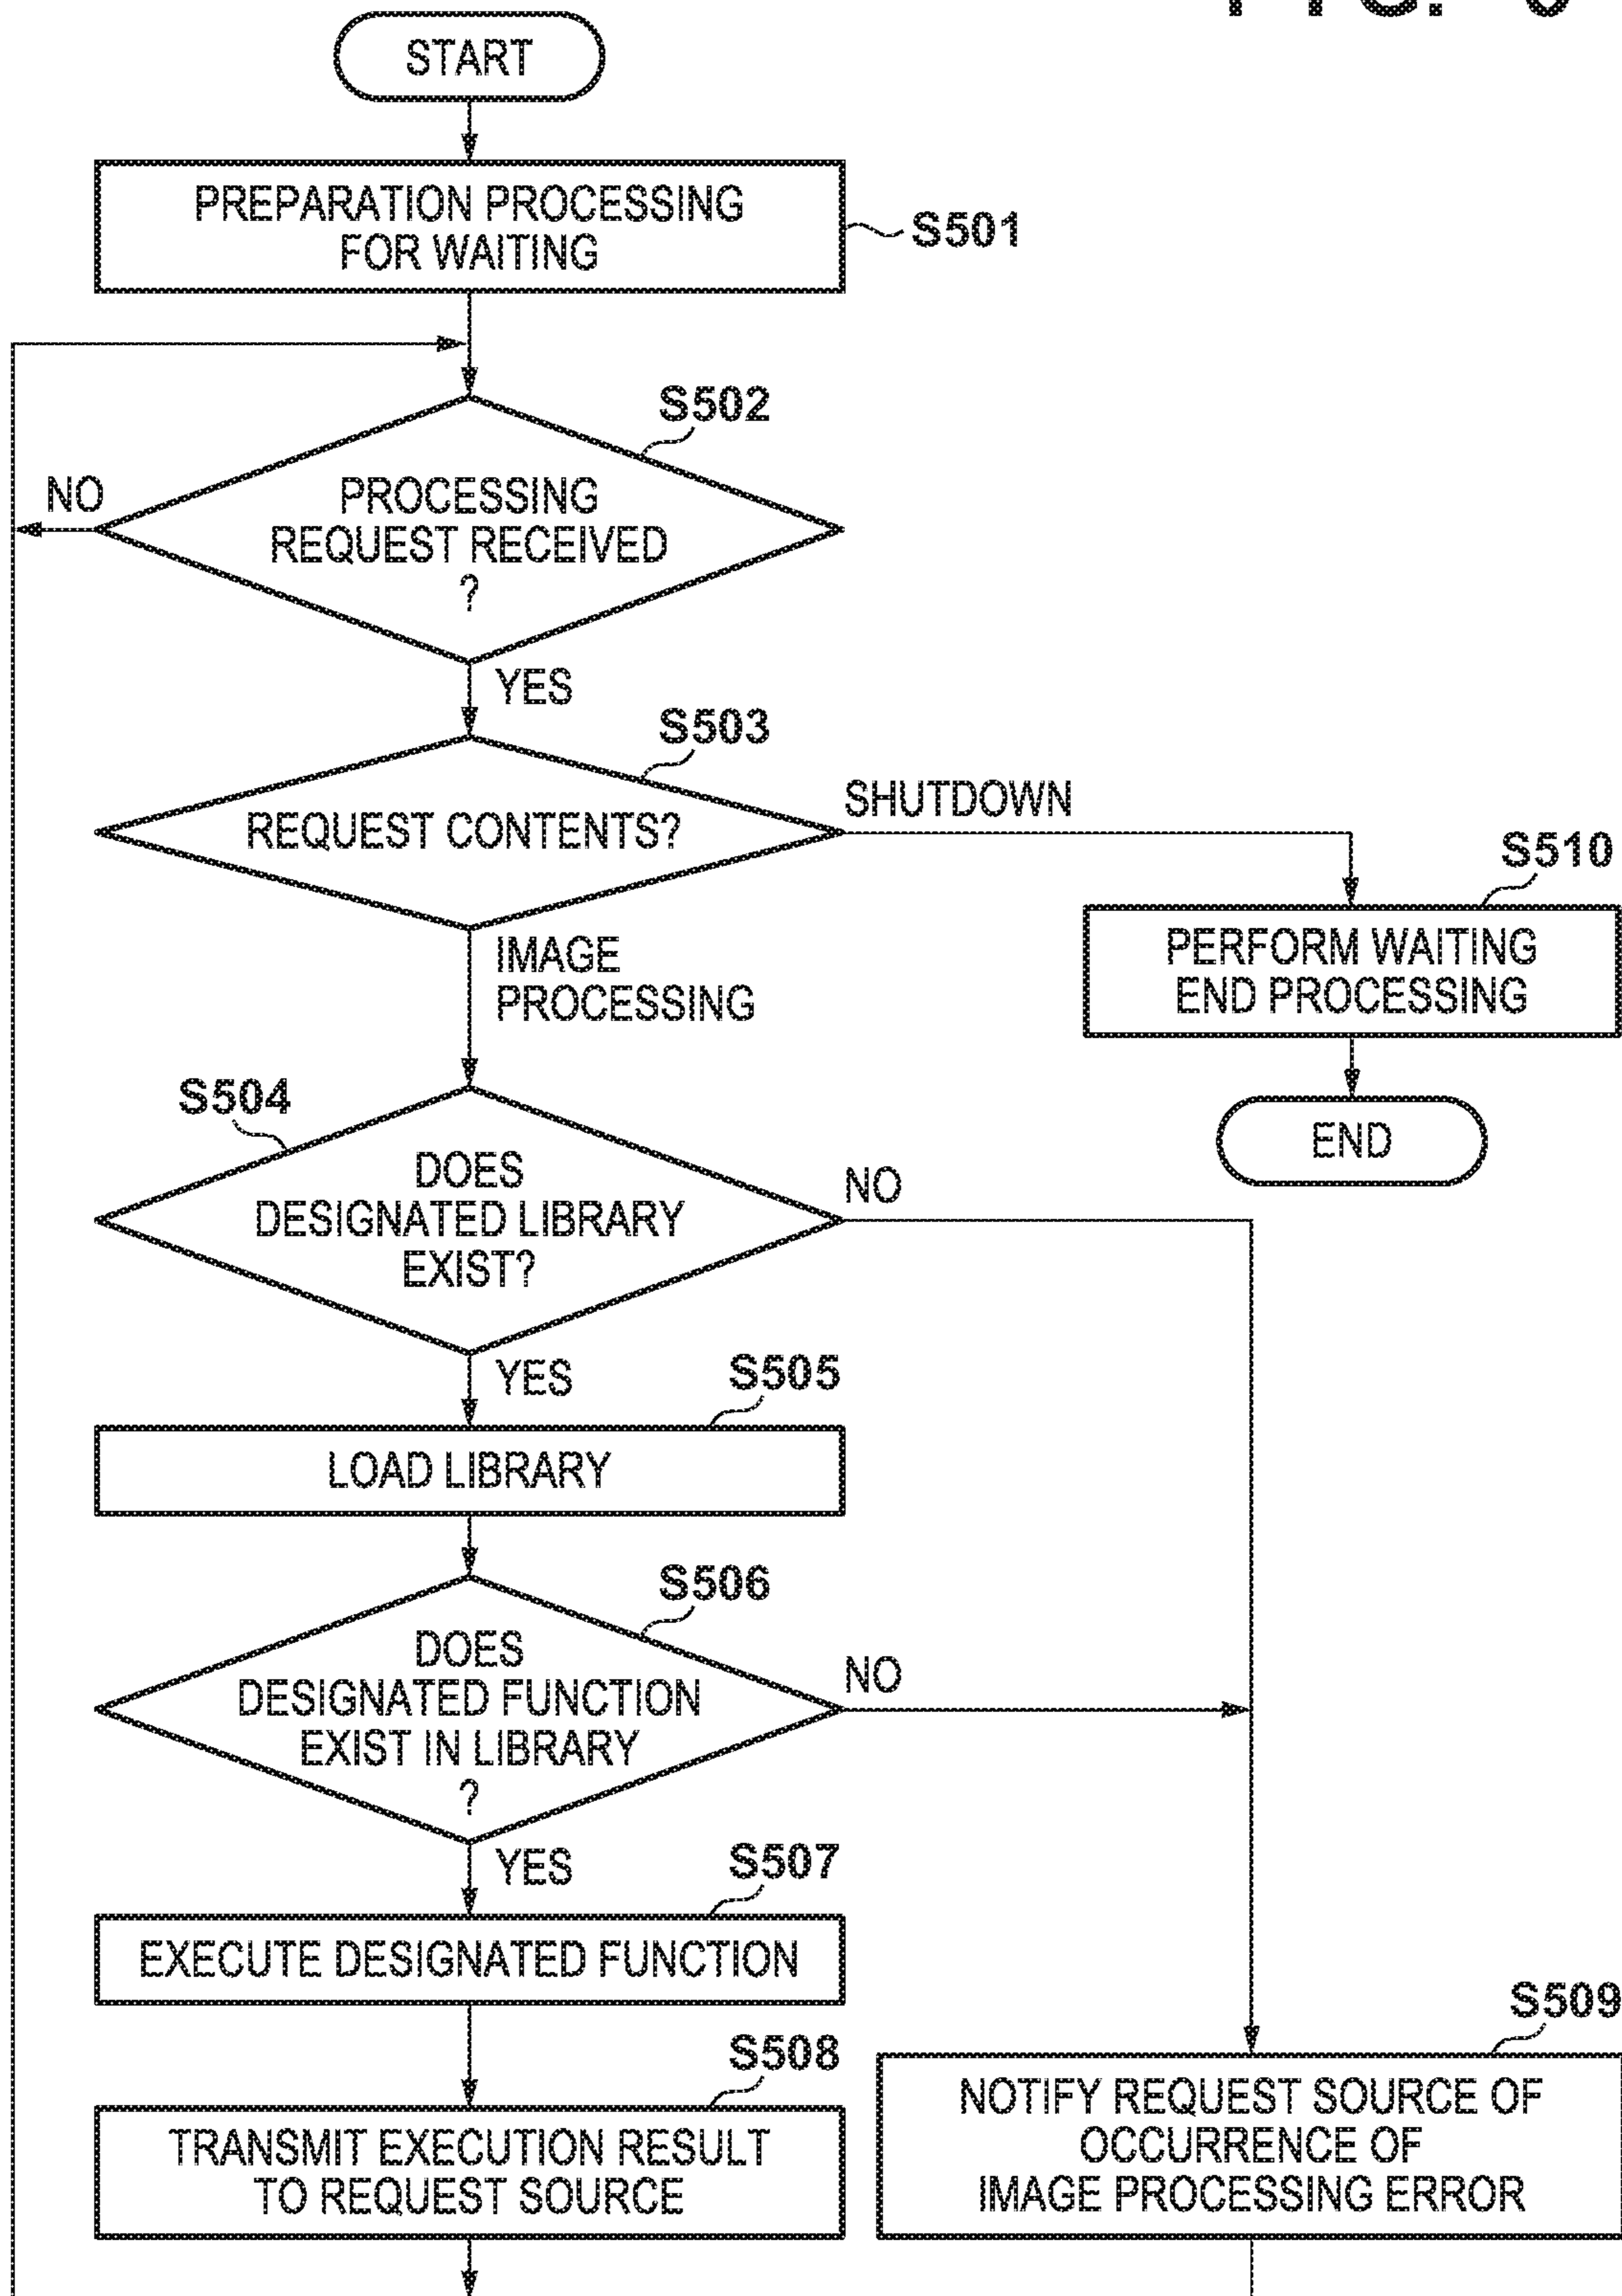 START
PREPARATION PROCESSING
FOR WAITING
S501
S502
NO
PROCESSING
REQUEST RECEIVED
?
YES
S503
REQUEST CONTENTS?
SHUTDOWN
S510
IMAGE
PROCESSING
PERFORM WAITING
END PROCESSING
END
S504
DOES
DESIGNATED LIBRARY
EXIST?
NO
YES
S505
LOAD LIBRARY
S506
DOES
DESIGNATED FUNCTION
EXIST IN LIBRARY
?
NO
YES
S507
EXECUTE DESIGNATED FUNCTION
S508
TRANSMIT EXECUTION RESULT
TO REQUEST SOURCE
S509
NOTIFY REQUEST SOURCE OF
OCCURRENCE OF
IMAGE PROCESSING ERROR